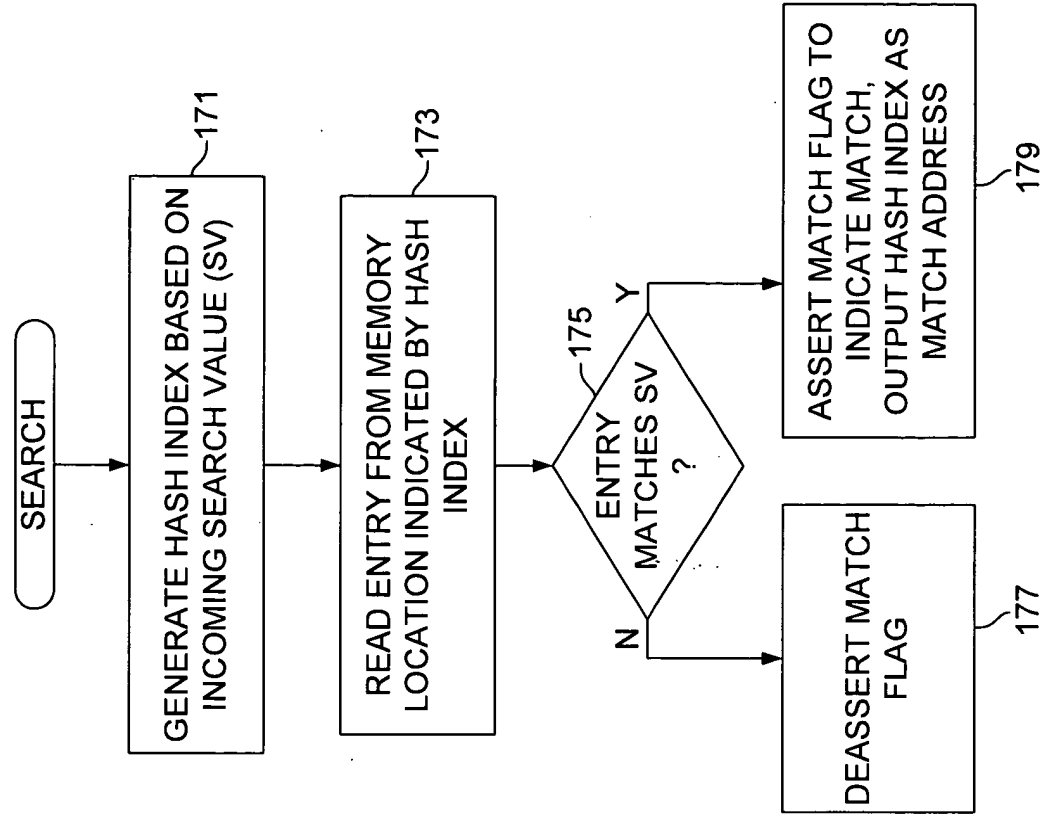 SEARCH
GENERATE HASH INDEX BASED ON
INCOMING SEARCH VALUE (SV)
171
READ ENTRY FROM MEMORY
LOCATION INDICATED BY HASH
INDEX
173
ENTRY
MATCHES SV
?
175
N
Y
DEASSERT MATCH
FLAG
177
ASSERT MATCH FLAG TO
INDICATE MATCH,
OUTPUT HASH INDEX AS
MATCH ADDRESS
179